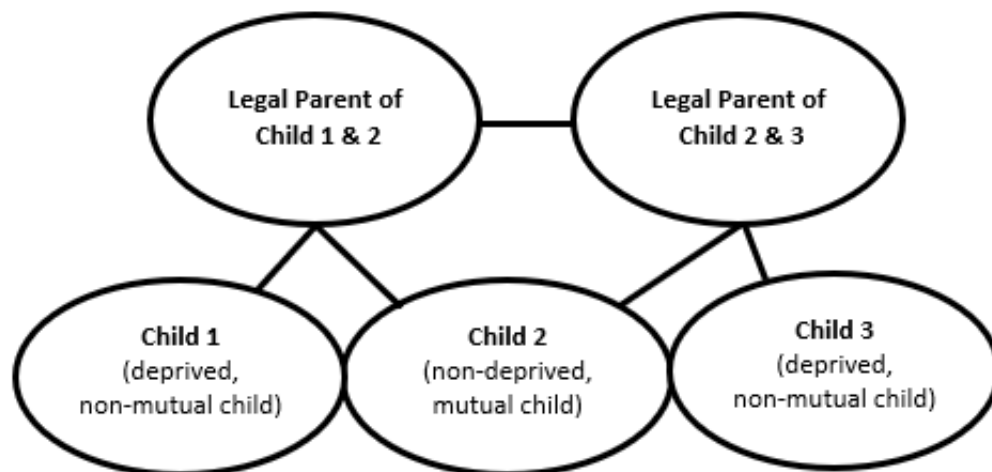 Legal Parent of
Child 1 & 2
Legal Parent of
Child 2 & 3
Child 1
(deprived,
non-mutual child)
Child 2
(non-deprived,
mutual child)
Child 3
(deprived,
non-mutual child)